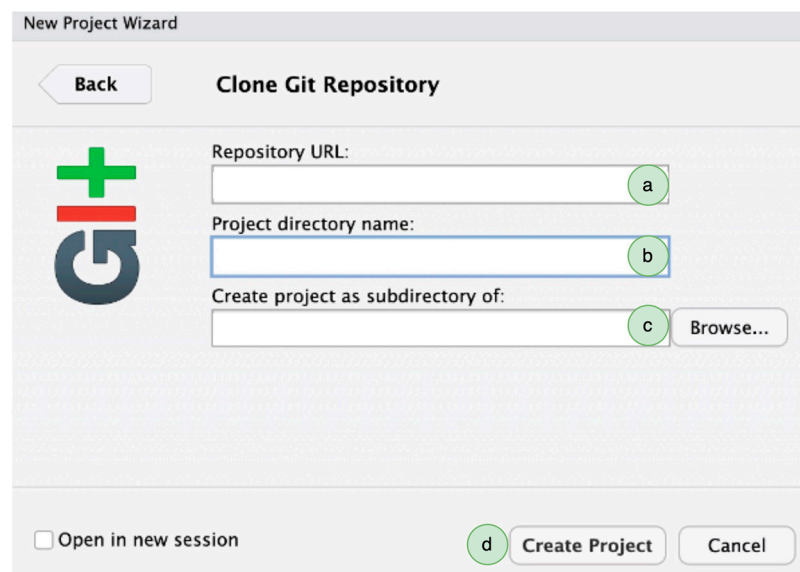 New Project Wizard
Back
Clone Git Repository
GIt
Repository URL:
a
Project directory name:
b
Create project as subdirectory of:
c
Browse...
Open in new session
d
Create Project
Cancel